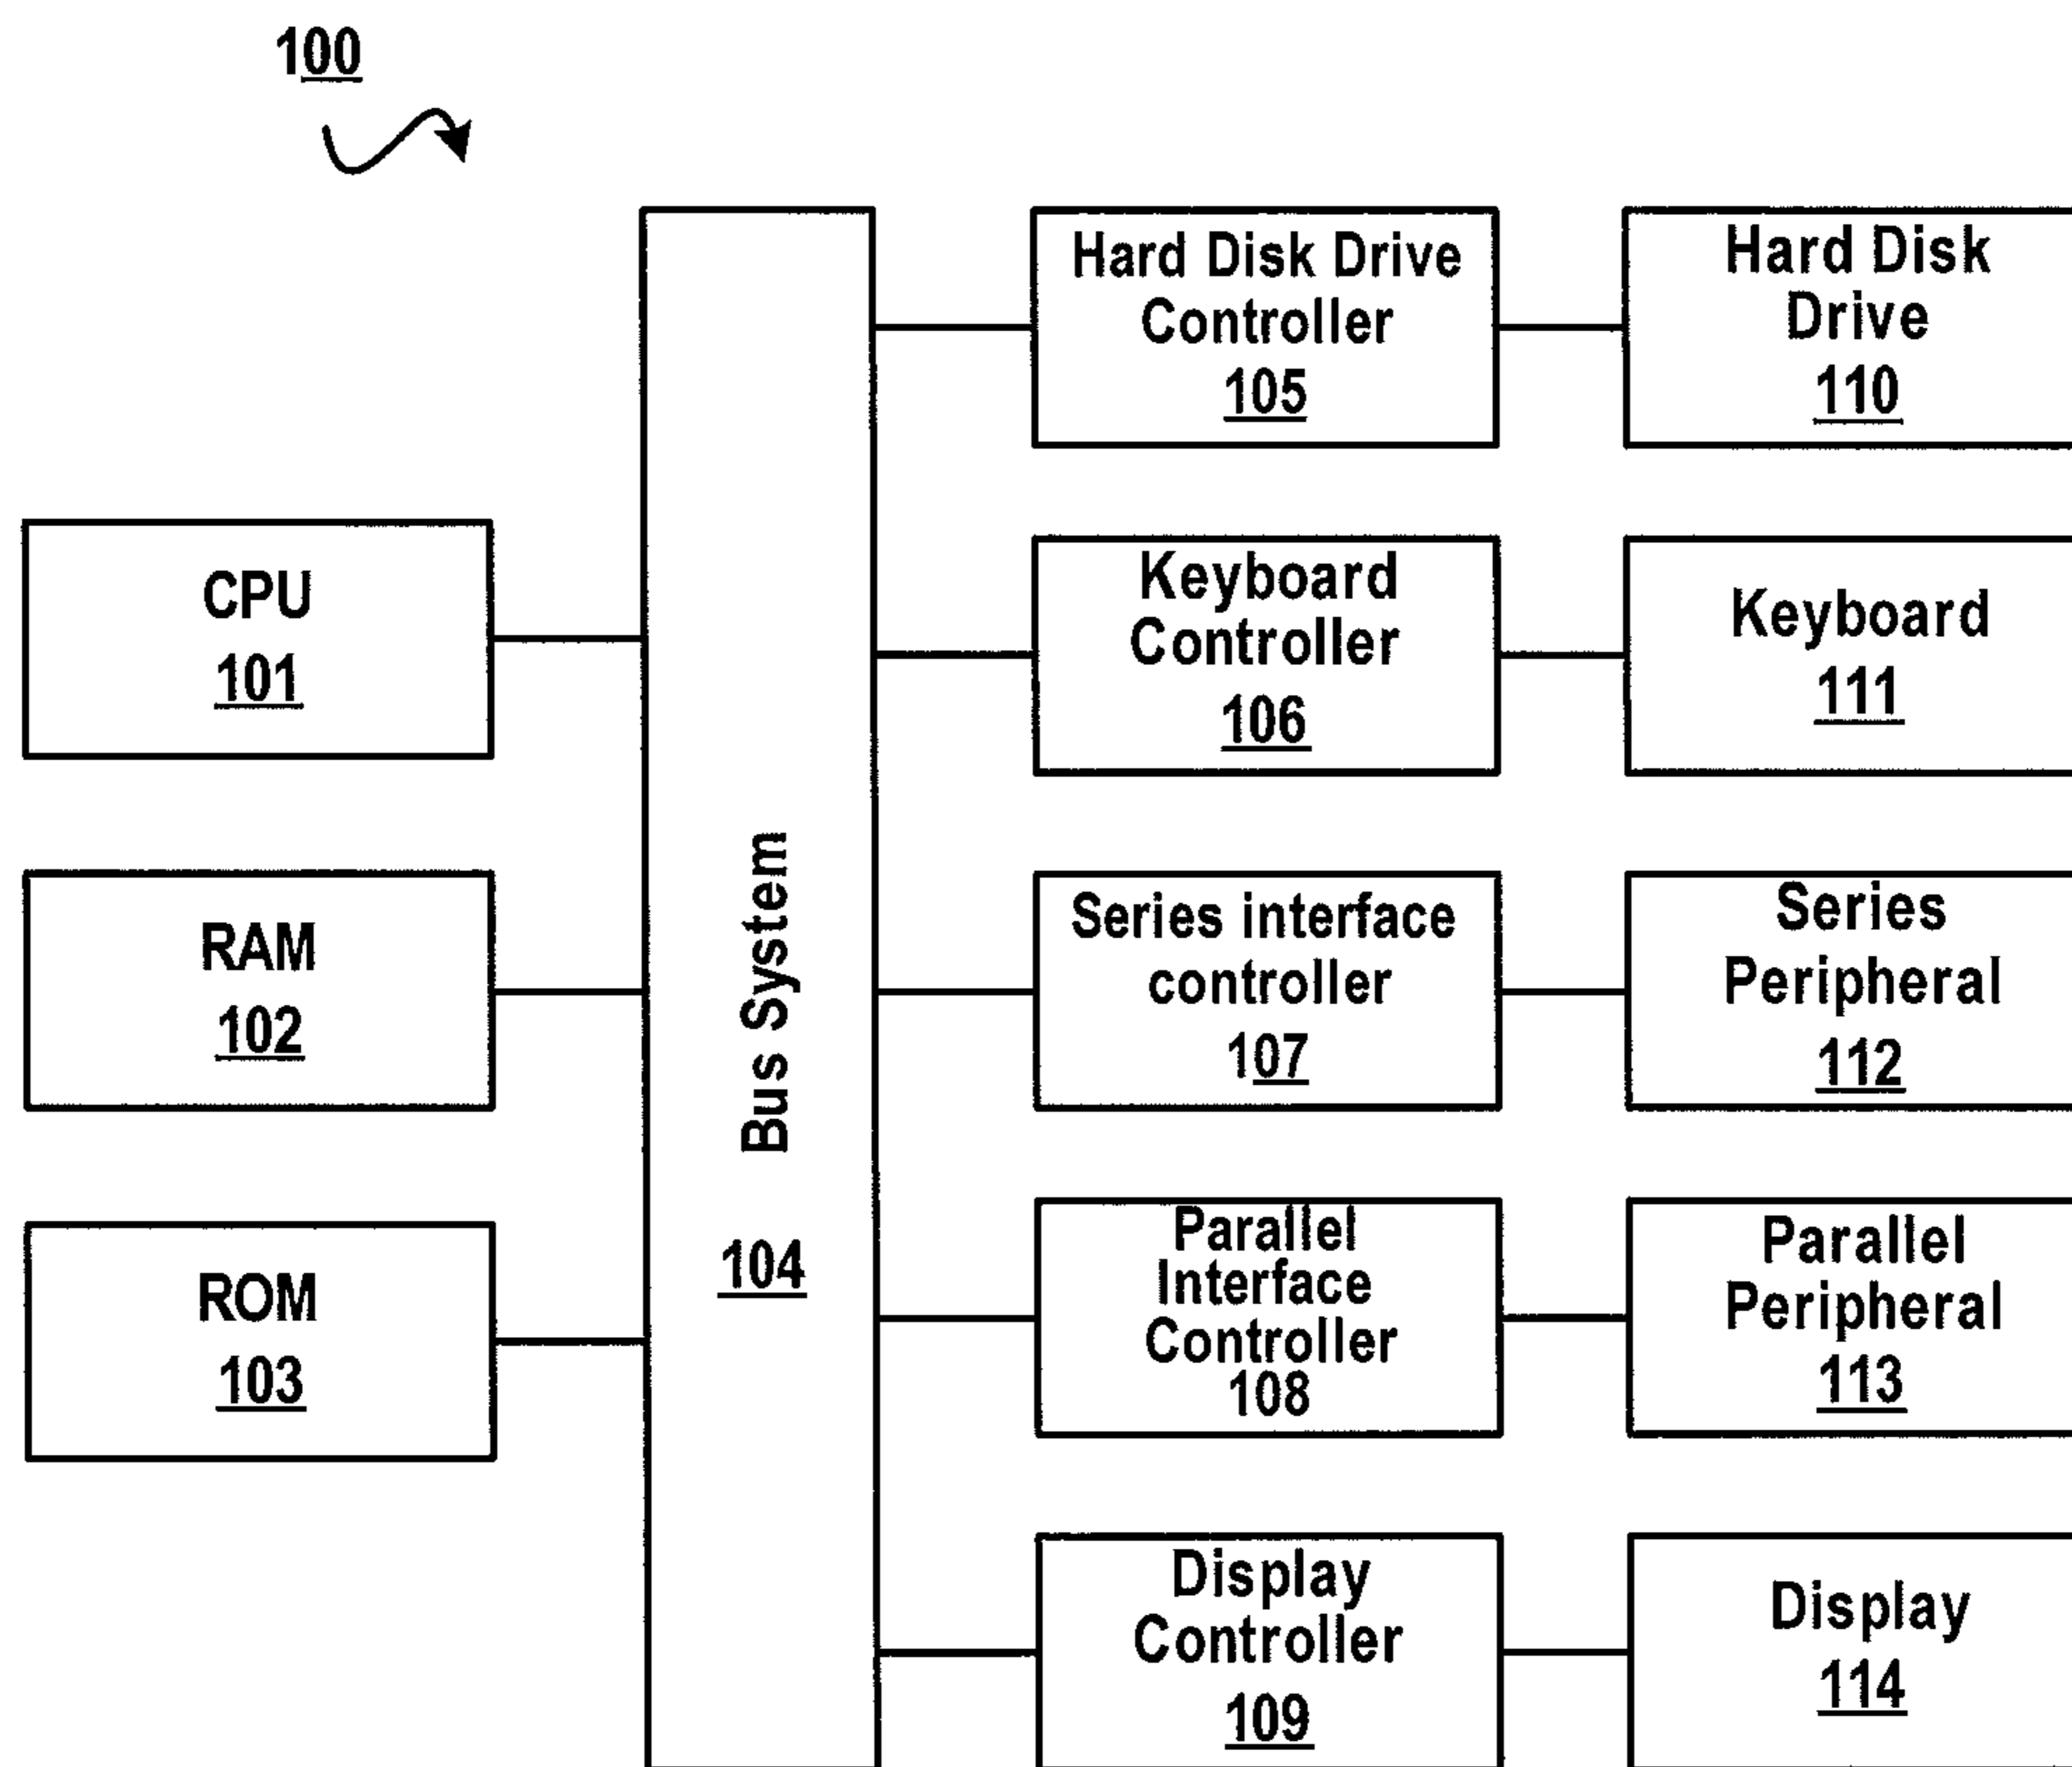 100
Hard Disk Drive
Controller
105
Hard Disk
Drive
110
CPU
101
Keyboard
Controller
106
Keyboard
111
RAM
102
Bus System
104
Series interface
controller
107
Series
Peripheral
112
ROM
103
Parallel
Interface
Controller
108
Parallel
Peripheral
113
Display
Controller
109
Display
114